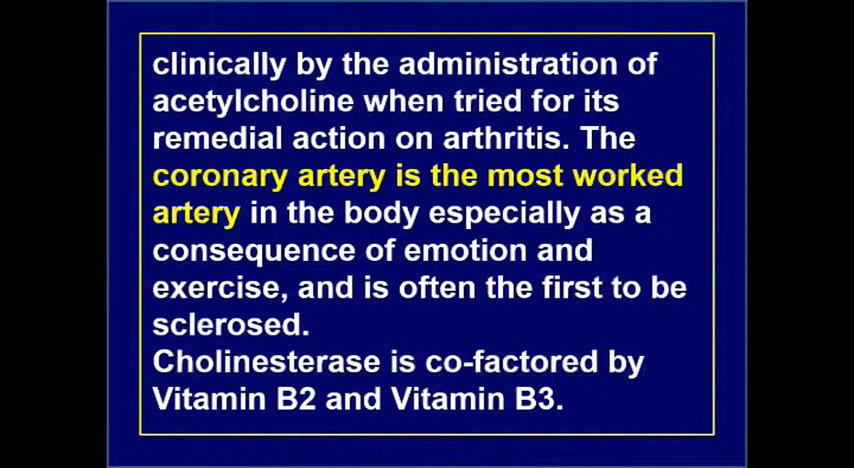 clinically by the administration of
acetylcholine when tried for its
remedial action on arthritis. The
coronary artery is the most worked
artery in the body especially as a
consequence of emotion and
exercise, and is often the first to be
sclerosed.
Cholinesterase is co-factored by
Vitamin B2 and Vitamin B3.